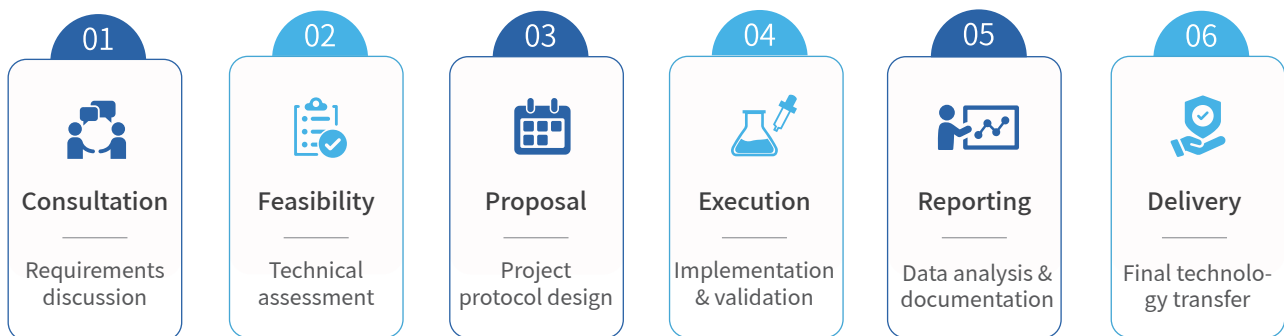 01
Consultation
Requirements
discussion
02
Feasibility
Technical
assessment
03
Proposal
Project
protocol design
04
Execution
Implementation
& validation
05
Reporting
Data analysis &
documentation
06
Delivery
Final technolo-
gy transfer